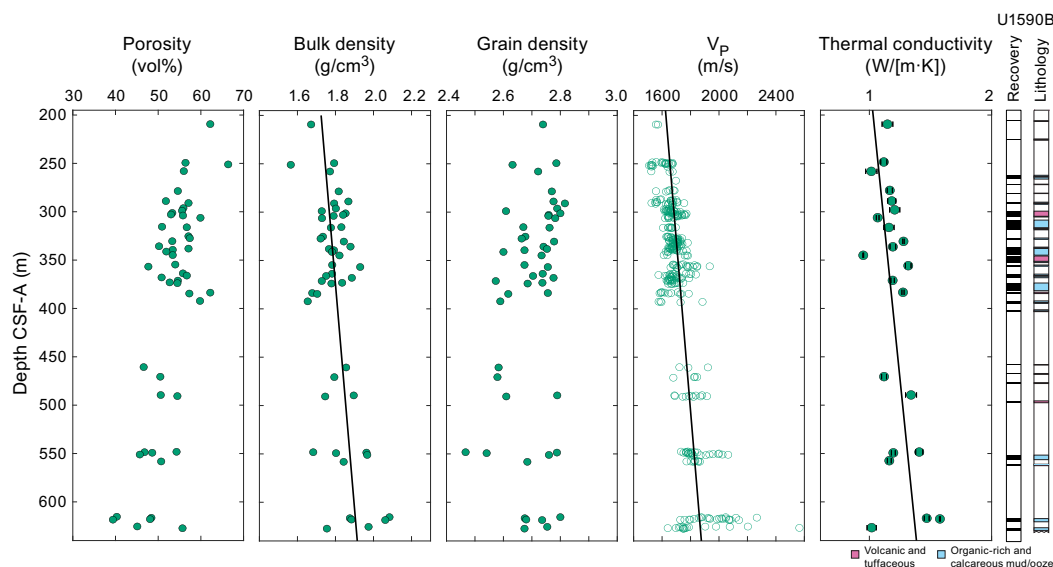 U1590B
Porosity
(vol%)
Bulk density
(g/cm3)
Grain density
(g/cm3)
VP
(m/s)
Thermal conductivity
(W/[m·K])
Recovery
Lithology
30 40 50 60 70
1.6 1.8 2.0 2.2
2.4 2.6 2.8 3.0
1600 2000 2400
1 2
Depth CSF-A (m)
200
250
300
350
400
450
500
550
600
Volcanic and
tuffaceous
Organic-rich and
calcareous mud/ooze